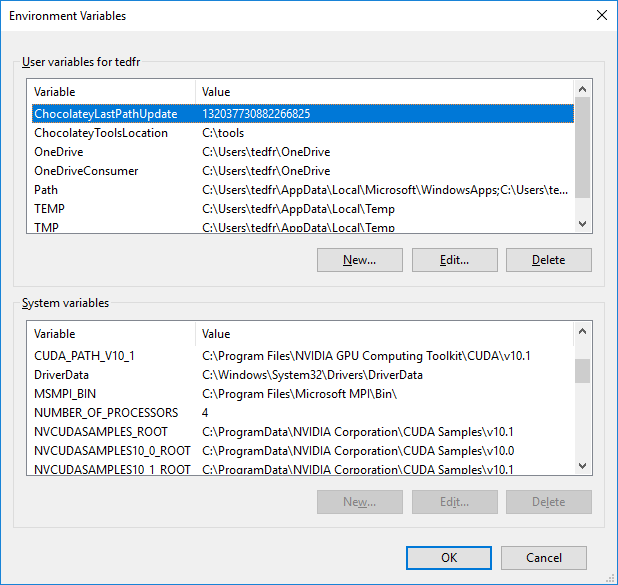 Environment Variables
User variables for tedfr
Variable Value
ChocolateyLastPathUpdate 132037730882266825
ChocolateyToolsLocation C:\tools
OneDrive C:\Users\tedfr\OneDrive
OneDriveConsumer C:\Users\tedfr\OneDrive
Path C:\Users\tedfr\AppData\Local\Microsoft\WindowsApps;C:\Users\te...
TEMP C:\Users\tedfr\AppData\Local\Temp
TMP C:\Users\tedfr\AppData\Local\Temp
New... Edit... Delete
System variables
Variable Value
CUDA_PATH_V10_1 C:\Program Files\NVIDIA GPU Computing Toolkit\CUDA\v10.1
DriverData C:\Windows\System32\Drivers\DriverData
MSMPI_BIN C:\Program Files\Microsoft MPI\Bin\
NUMBER_OF_PROCESSORS 4
NVCUDASAMPLES_ROOT C:\ProgramData\NVIDIA Corporation\CUDA Samples\v10.1
NVCUDASAMPLES10_0_ROOT C:\ProgramData\NVIDIA Corporation\CUDA Samples\v10.0
NVCUDASAMPLES10_1_ROOT C:\ProgramData\NVIDIA Corporation\CUDA Samples\v10.1
New... Edit... Delete
OK Cancel